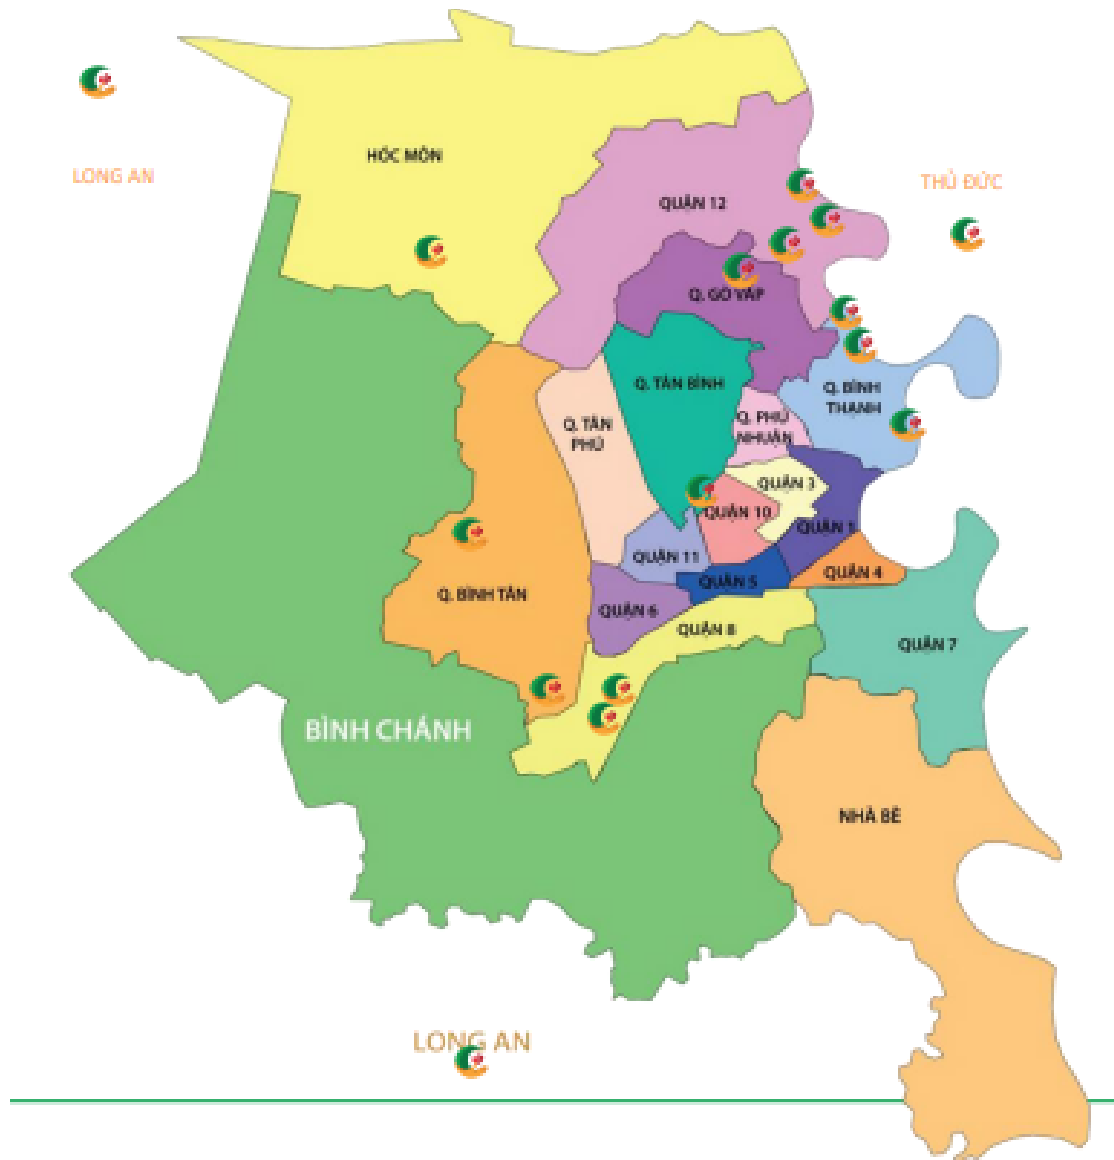 HÓC MÔN
LONG AN
THỦ ĐỨC
QUẬN 12
Q. GÒ VẤP
Q. TÂN BÌNH
Q. BÌNH
THẠNH
Q. PHÚ
NHUẬN
Q. TÂN
PHÚ
QUẬN 3
QUẬN 10
QUẬN 1
QUẬN 11
QUẬN 4
QUẬN 5
Q. BÌNH TÂN
QUẬN 6
QUẬN 8
QUẬN 7
BÌNH CHÁNH
NHÀ BÈ
LONG AN